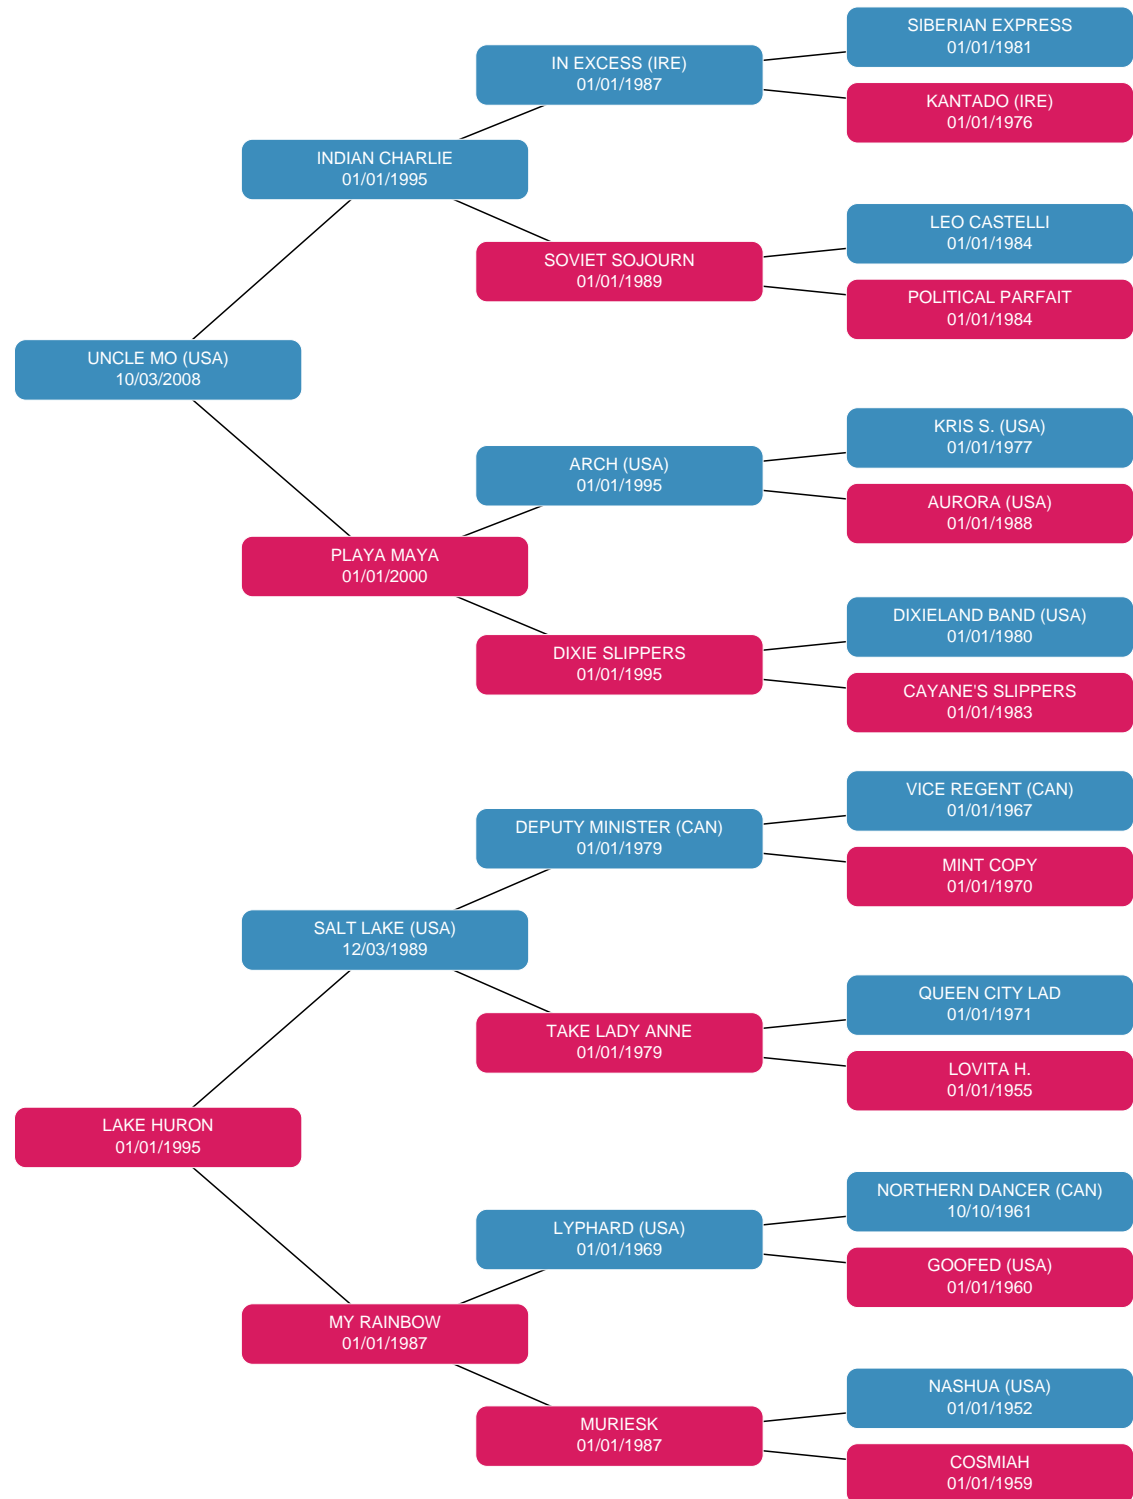 SIBERIAN EXPRESS
01/01/1981
IN EXCESS (IRE)
01/01/1987
KANTADO (IRE)
01/01/1976
INDIAN CHARLIE
01/01/1995
LEO CASTELLI
01/01/1984
SOVIET SOJOURN
01/01/1989
POLITICAL PARFAIT
01/01/1984
UNCLE MO (USA)
10/03/2008
KRIS S. (USA)
01/01/1977
ARCH (USA)
01/01/1995
AURORA (USA)
01/01/1988
PLAYA MAYA
01/01/2000
DIXIELAND BAND (USA)
01/01/1980
DIXIE SLIPPERS
01/01/1995
CAYANE'S SLIPPERS
01/01/1983
VICE REGENT (CAN)
01/01/1967
DEPUTY MINISTER (CAN)
01/01/1979
MINT COPY
01/01/1970
SALT LAKE (USA)
12/03/1989
QUEEN CITY LAD
01/01/1971
TAKE LADY ANNE
01/01/1979
LOVITA H.
01/01/1955
LAKE HURON
01/01/1995
NORTHERN DANCER (CAN)
10/10/1961
LYPHARD (USA)
01/01/1969
GOOFED (USA)
01/01/1960
MY RAINBOW
01/01/1987
NASHUA (USA)
01/01/1952
MURIESK
01/01/1987
COSMIAH
01/01/1959